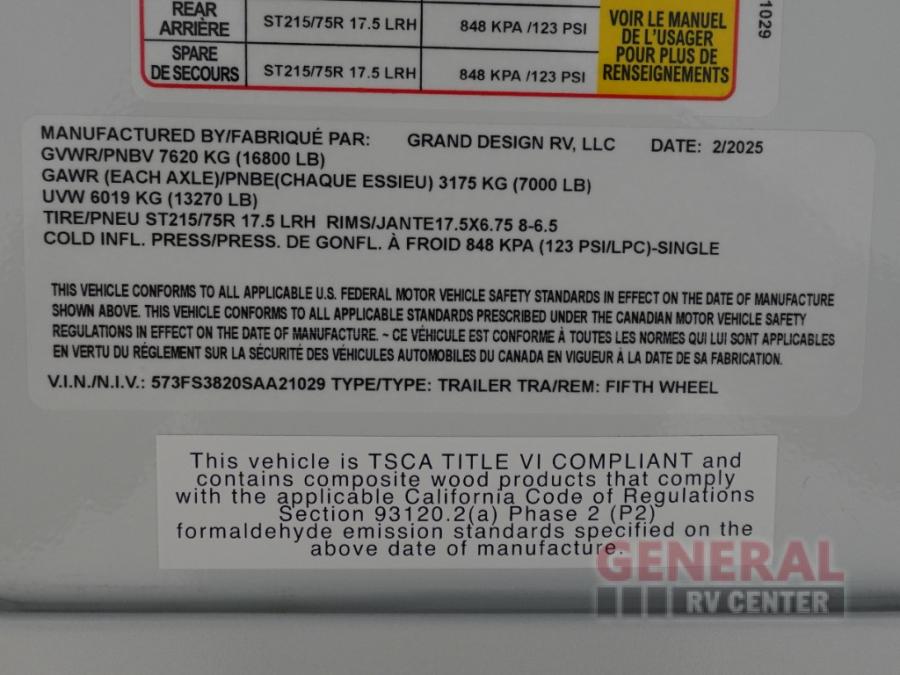 REAR
ARRIÈRE
ST215/75R 17.5 LRH
848 KPA /123 PSI
SPARE
DE SECOURS
ST215/75R 17.5 LRH
848 KPA /123 PSI
VOIR LE MANUEL
DE L'USAGER
POUR PLUS DE
RENSEIGNEMENTS
1029
MANUFACTURED BY/FABRIQUÉ PAR: GRAND DESIGN RV, LLC DATE: 2/2025
GVWR/PNBV 7620 KG (16800 LB)
GAWR (EACH AXLE)/PNBE(CHAQUE ESSIEU) 3175 KG (7000 LB)
UVW 6019 KG (13270 LB)
TIRE/PNEU ST215/75R 17.5 LRH RIMS/JANTE17.5X6.75 8-6.5
COLD INFL. PRESS/PRESS. DE GONFL. À FROID 848 KPA (123 PSI/LPC)-SINGLE
THIS VEHICLE CONFORMS TO ALL APPLICABLE U.S. FEDERAL MOTOR VEHICLE SAFETY STANDARDS IN EFFECT ON THE DATE OF MANUFACTURE
SHOWN ABOVE. THIS VEHICLE CONFORMS TO ALL APPLICABLE STANDARDS PRESCRIBED UNDER THE CANADIAN MOTOR VEHICLE SAFETY
REGULATIONS IN EFFECT ON THE DATE OF MANUFACTURE. ~ CE VÉHICULE EST CONFORME À TOUTES LES NORMES QUI LUI SONT APPLICABLES
EN VERTU DU RÉGLEMENT SUR LA SÉCURITÉ DES VÉHICULES AUTOMOBILES DU CANADA EN VIGUEUR À LA DATE DE SA FABRICATION.
V.I.N./N.I.V.: 573FS3820SAA21029 TYPE/TYPE: TRAILER TRA/REM: FIFTH WHEEL
This vehicle is TSCA TITLE VI COMPLIANT and
contains composite wood products that comply
with the applicable California Code of Regulations
Section 93120.2(a) Phase 2 (P2)
formaldehyde emission standards specified on the
above date of manufacture.
GENERAL
RV CENTER